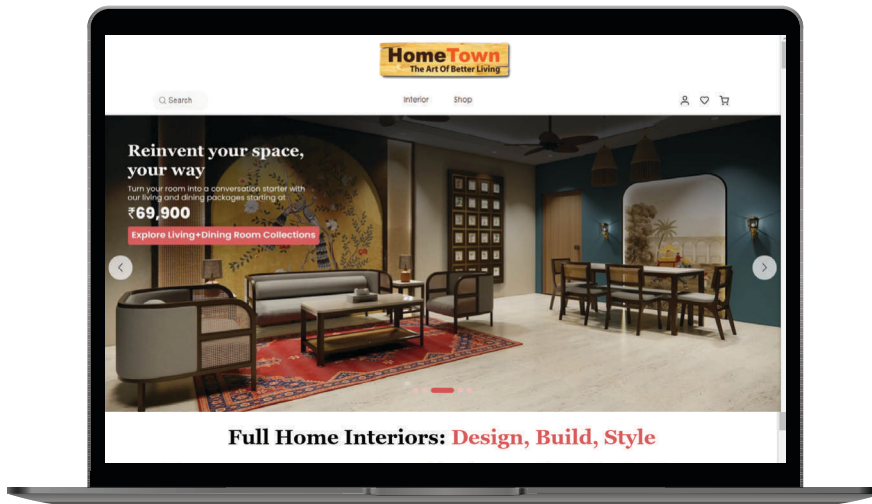 HomeTown
The Art Of Better Living
Search
Interior
Shop
Reinvent your space,
your way
Turn your room into a conversation starter with
our living and dining packages starting at
₹69,900
Explore Living+Dining Room Collections
Full Home Interiors: Design, Build, Style